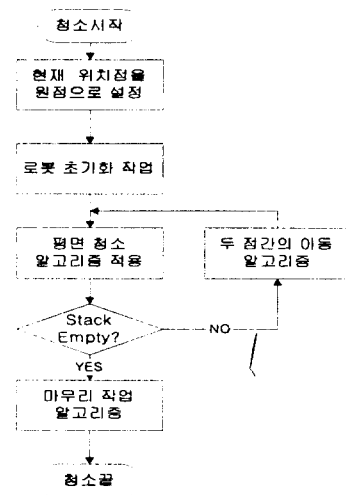 청소시작
현재 위치점을
원점으로 설정
로봇 초기화 작업
평면 청소
알고리즘 적용
두 점간의 이동
알고리즘
Stack
Empty?
NO
YES
마무리 작업
알고리즘
청소끝